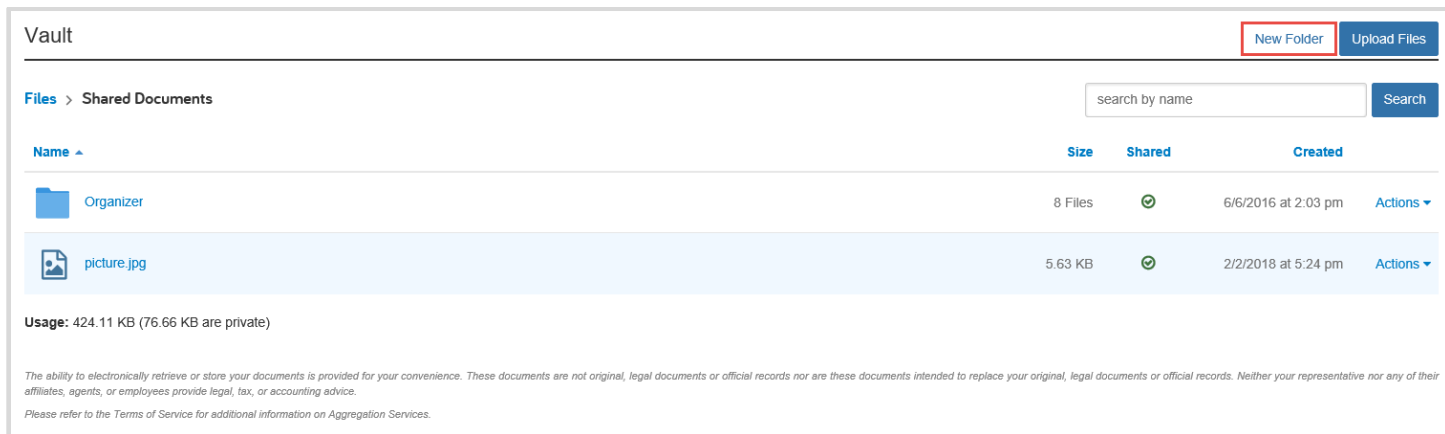 Vault
New Folder
Upload Files
Files > Shared Documents
search by name
Search
Name
Size
Shared
Created
Organizer
8 Files
6/6/2016 at 2:03 pm
Actions
picture.jpg
5.63 KB
2/2/2018 at 5:24 pm
Actions
Usage: 424.11 KB (76.66 KB are private)
The ability to electronically retrieve or store your documents is provided for your convenience. These documents are not original, legal documents or official records nor are these documents intended to replace your original, legal documents or official records. Neither your representative nor any of their
affiliates, agents, or employees provide legal, tax, or accounting advice.
Please refer to the Terms of Service for additional information on Aggregation Services.